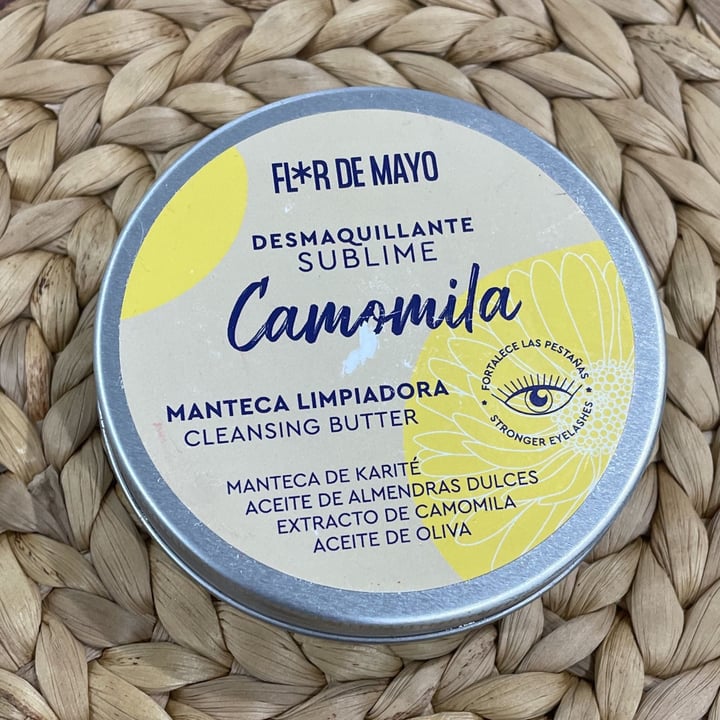 FL*R DE MAYO
DESMAQUILLANTE
SUBLIME
Camomila
FORTALECE LAS PESTAÑAS
* STRONGER EYELASHES *
MANTECA LIMPIADORA
CLEANSING BUTTER
MANTECA DE KARITÉ
ACEITE DE ALMENDRAS DULCES
EXTRACTO DE CAMOMILA
ACEITE DE OLIVA